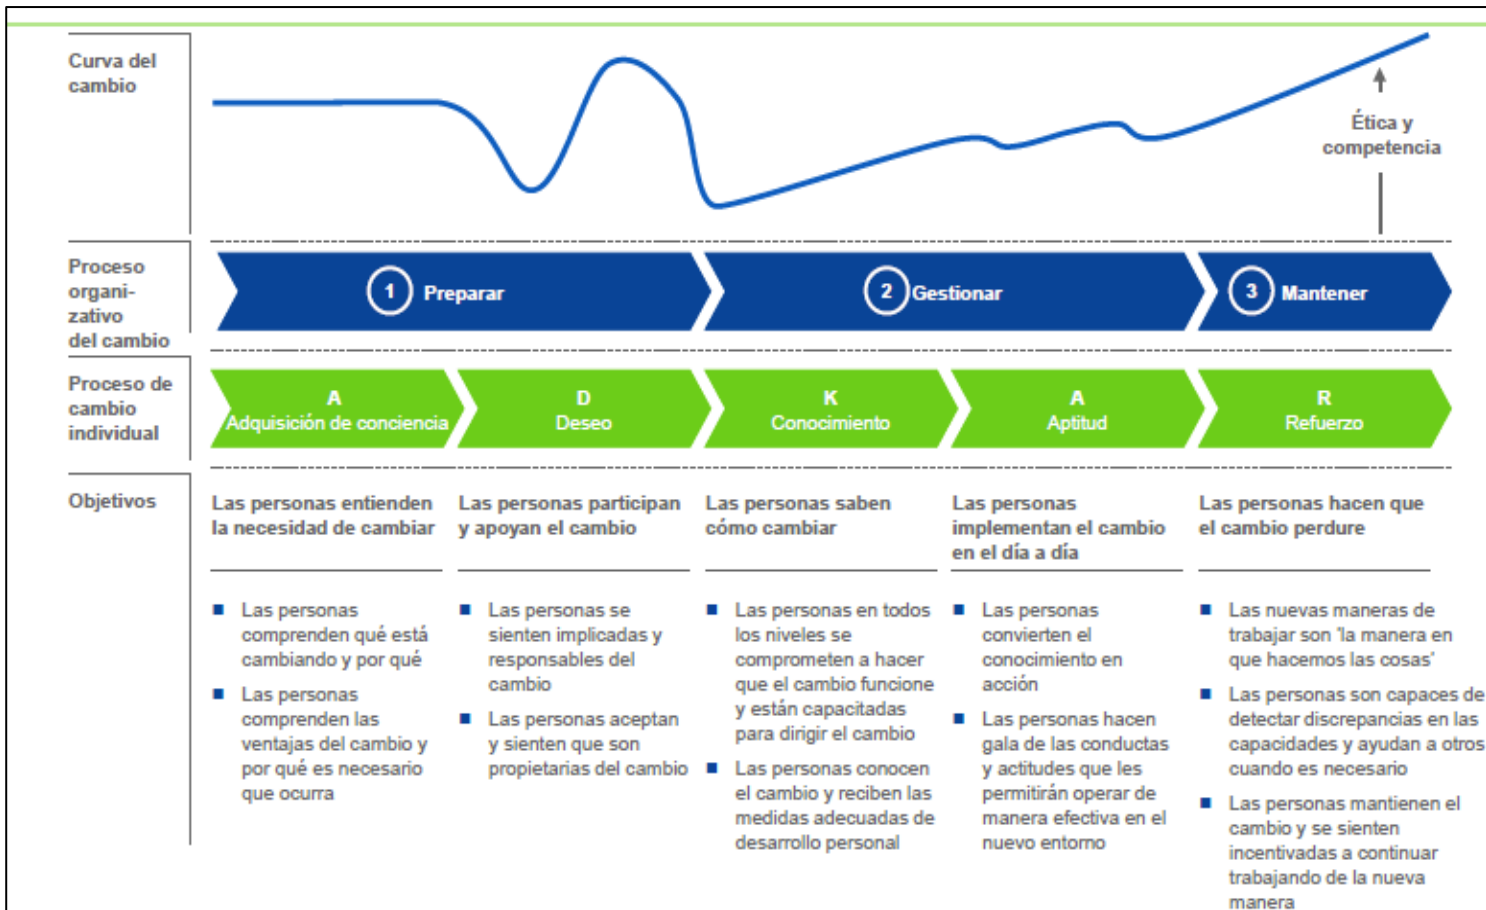 Curva del
cambio
Ética y
competencia
Proceso
organi-
zativo
del cambio
1 Preparar
2 Gestionar
3 Mantener
Proceso de
cambio
individual
A
Adquisición de conciencia
D
Deseo
K
Conocimiento
A
Aptitud
R
Refuerzo
Objetivos
Las personas entienden
la necesidad de cambiar
Las personas
comprenden qué está
cambiando y por qué
Las personas
comprenden las
ventajas del cambio y
por qué es necesario
que ocurra
Las personas participan
y apoyan el cambio
Las personas se
sienten implicadas y
responsables del
cambio
Las personas aceptan
y sienten que son
propietarias del cambio
Las personas saben
cómo cambiar
Las personas en todos
los niveles se
comprometen a hacer
que el cambio funcione
y están capacitadas
para dirigir el cambio
Las personas conocen
el cambio y reciben las
medidas adecuadas de
desarrollo personal
Las personas
implementan el cambio
en el día a día
Las personas
convierten el
conocimiento en
acción
Las personas hacen
gala de las conductas
y actitudes que les
permitirán operar de
manera efectiva en el
nuevo entorno
Las personas hacen que
el cambio perdure
Las nuevas maneras de
trabajar son 'la manera en
que hacemos las cosas'
Las personas son capaces de
detectar discrepancias en las
capacidades y ayudan a otros
cuando es necesario
Las personas mantienen el
cambio y se sienten
incentivadas a continuar
trabajando de la nueva
manera